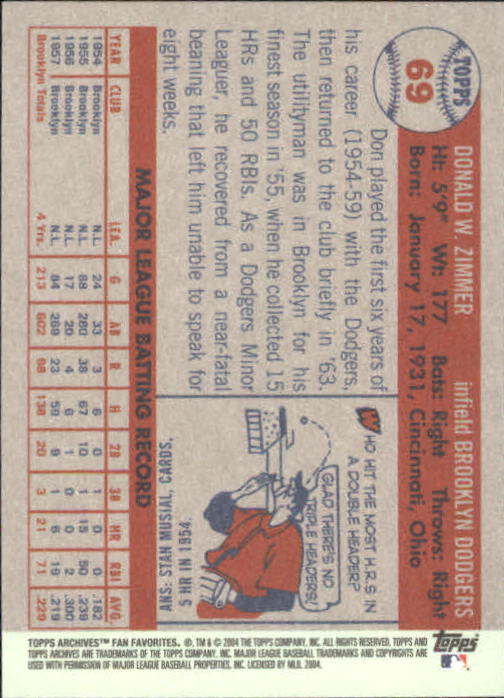 TOPPS
69
DONALD W. ZIMMER infield BROOKLYN DODGERS
Ht: 5'9" Wt: 177 Bats: Right Throws: Right
Born: January 17, 1931, Cincinnati, Ohio
Don played the first six years of
his career (1954-59) with the Dodgers,
then returned to the club briefly in '63.
The utilityman was in Brooklyn for his
finest season in '55, when he collected 15
HRs and 50 RBIs. As a Dodgers Minor
Leaguer, he recovered from a near-fatal
beaning that left him unable to speak for
eight weeks.
WHO HIT THE MOST H.R.S IN
A DOUBLE HEADER?
GLAD THERE'S NO
TRIPLE HEADERS!
ANS: STAN MUSIAL, CARDS,
5 HR IN 1954.
MAJOR LEAGUE BATTING RECORD
YEAR CLUB LEA. G AB R H 2B 3B HR RBI AVG.
1954 Brooklyn N.L. 24 33 3 6 0 1 0 0 .182
1955 Brooklyn N.L. 88 280 38 67 10 1 15 50 .239
1956 Brooklyn N.L. 17 20 4 6 1 0 0 2 .300
1957 Brooklyn N.L. 84 269 23 59 9 1 6 19 .219
Brooklyn Totals 4 Yrs. 213 602 68 138 20 3 21 71 .229
TOPPS ARCHIVES™ FAN FAVORITES. ®, TM & © 2004 THE TOPPS COMPANY, INC. ALL RIGHTS RESERVED. TOPPS AND
TOPPS ARCHIVES ARE TRADEMARKS OF THE TOPPS COMPANY, INC. MAJOR LEAGUE BASEBALL TRADEMARKS AND COPYRIGHTS ARE
USED WITH PERMISSION OF MAJOR LEAGUE BASEBALL PROPERTIES, INC. LICENSED BY MLB, 2004.
Topps